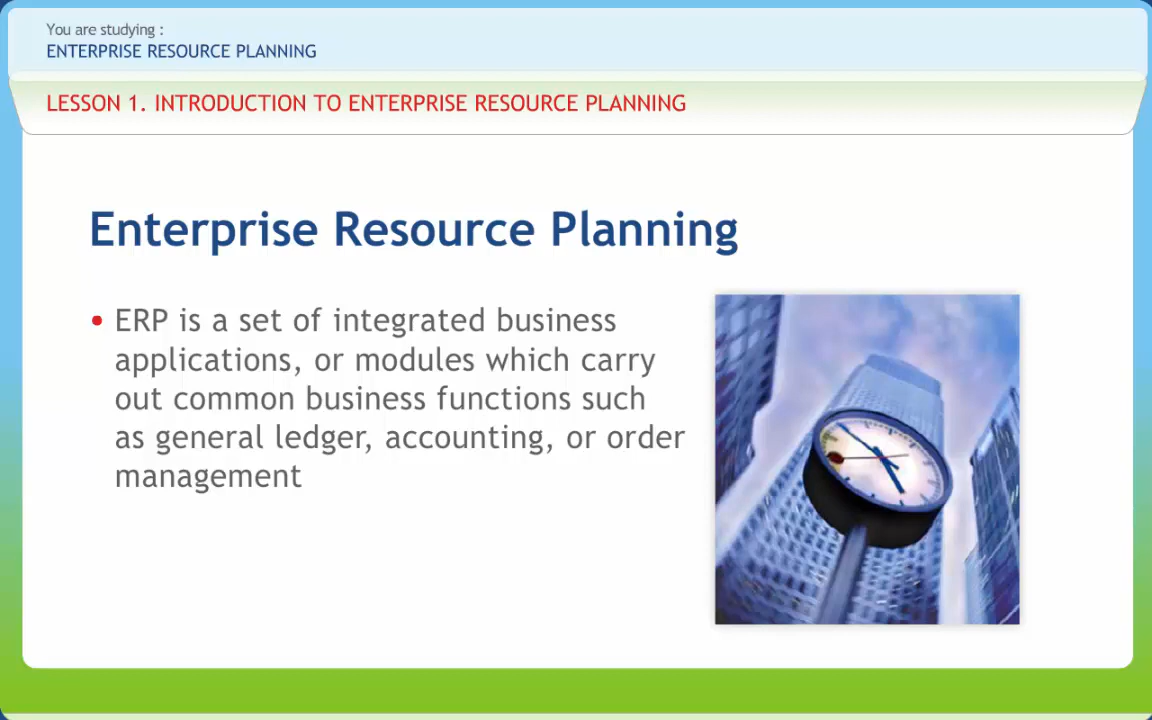 You are studying :
ENTERPRISE RESOURCE PLANNING
LESSON 1. INTRODUCTION TO ENTERPRISE RESOURCE PLANNING
Enterprise Resource Planning
• ERP is a set of integrated business
applications, or modules which carry
out common business functions such
as general ledger, accounting, or order
management